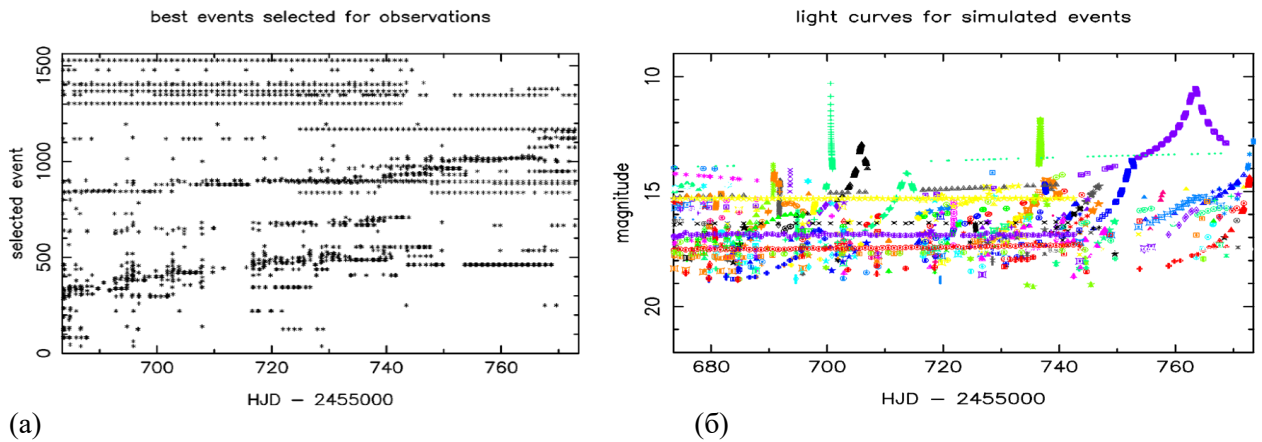 best events selected for observations
light curves for simulated events
1500
1000
500
0
selected event
700
720
740
760
HJD − 2455000
10
15
20
magnitude
680
700
720
740
760
HJD − 2455000
(а)
(б)